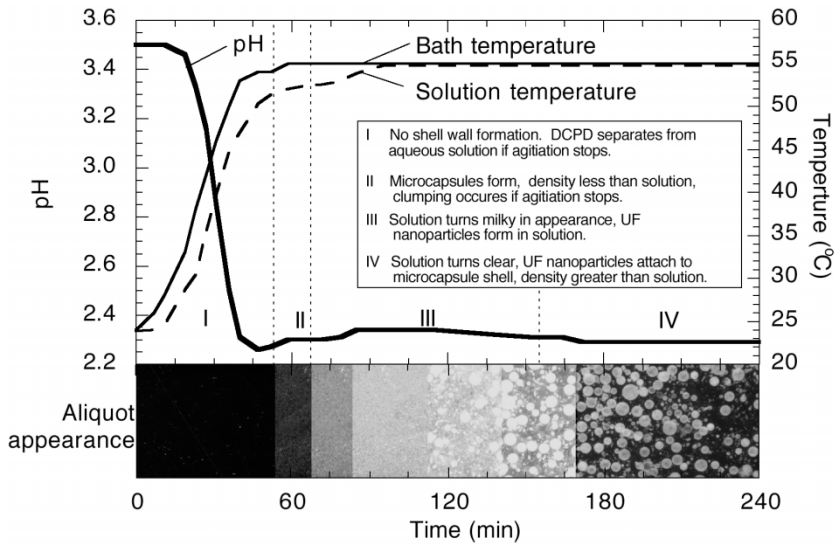 3.6
3.4
3.2
3.0
2.8
2.6
2.4
2.2
pH
60
55
50
45
40
35
30
25
20
Temperture (°C)
pH
Bath temperature
Solution temperature
I No shell wall formation. DCPD separates from
aqueous solution if agitiation stops.
II Microcapsules form, density less than solution,
clumping occures if agitiation stops.
III Solution turns milky in appearance, UF
nanoparticles form in solution.
IV Solution turns clear, UF nanoparticles attach to
microcapsule shell, density greater than solution.
I
II
III
IV
Aliquot
appearance
0 60 120 180 240
Time (min)